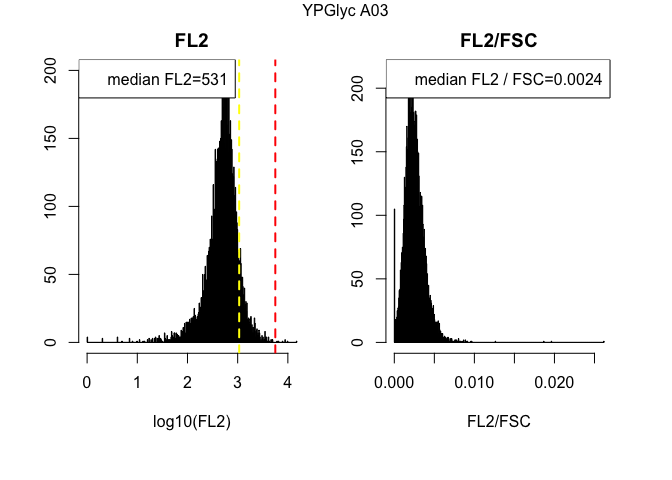 YPGlyc A03
FL2
median FL2=531
0
50
100
150
200
0 1 2 3 4
log10(FL2)
FL2/FSC
median FL2 / FSC=0.0024
0
50
100
150
200
0.000 0.010 0.020
FL2/FSC